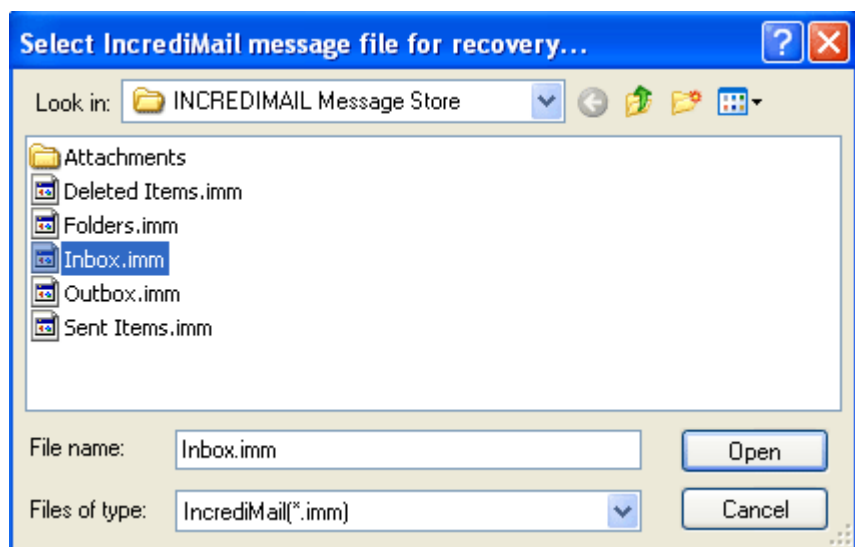 Select IncrediMail message file for recovery...
Look in: INCREDIMAIL Message Store
Attachments
Deleted Items.imm
Folders.imm
Inbox.imm
Outbox.imm
Sent Items.imm
File name: Inbox.imm Open
Files of type: IncrediMail(*.imm) Cancel